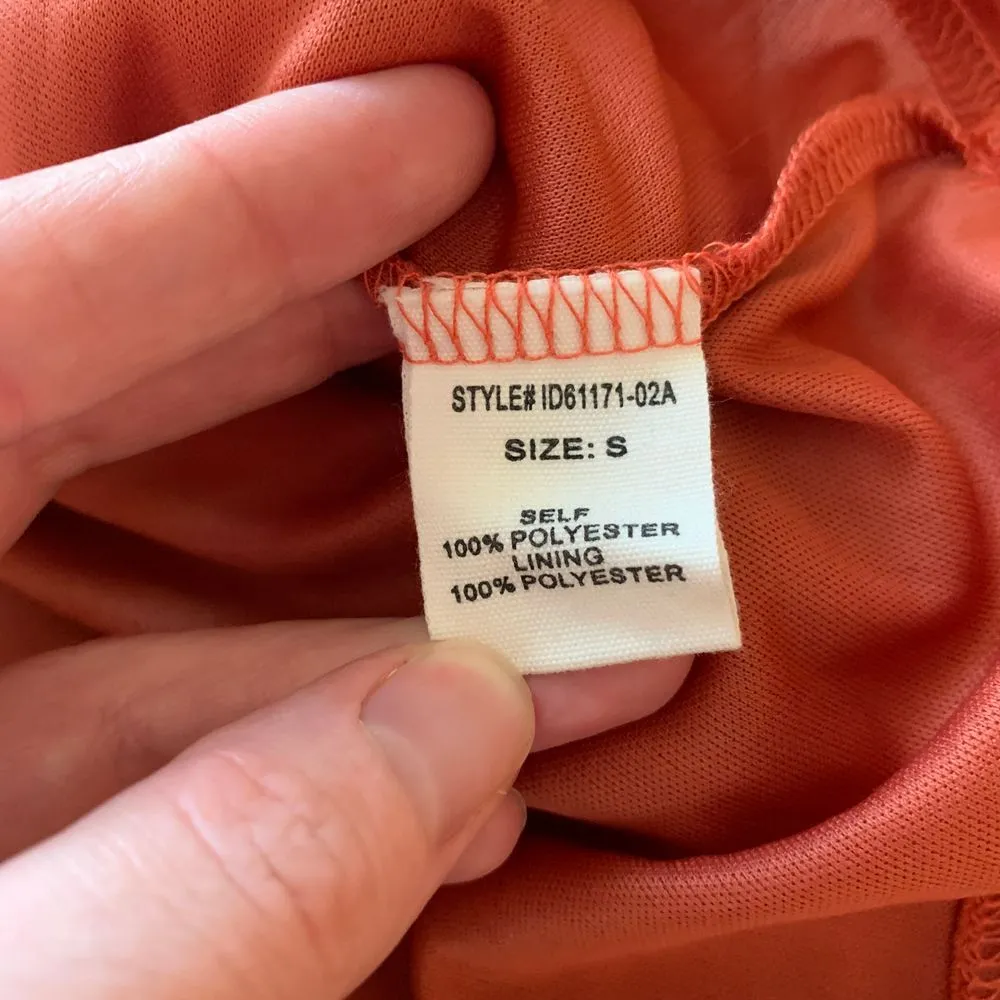 STYLE# ID61171-02A
SIZE: S
SELF
100% POLYESTER
LINING
100% POLYESTER